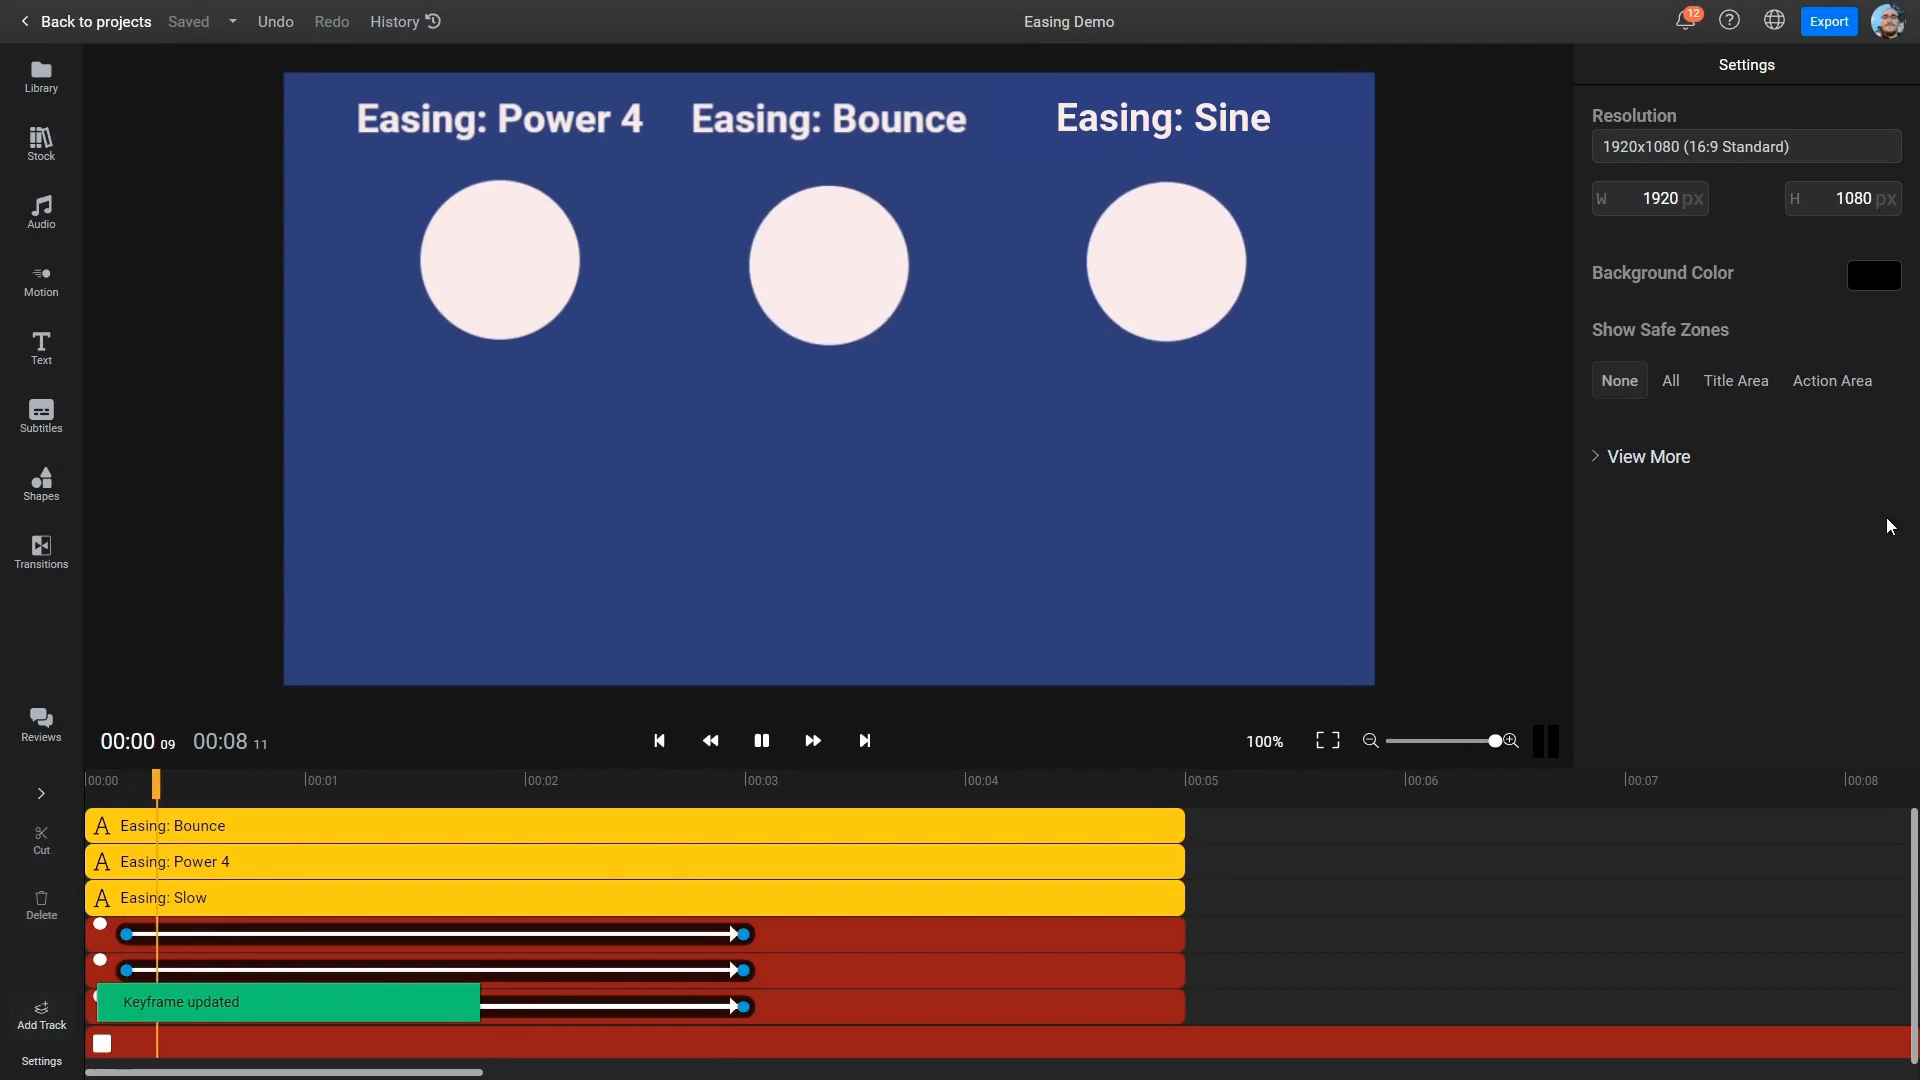 Back to projects Saved Undo Redo History Easing Demo 12 ? Export
Library
Stock
Audio
Motion
Text
Subtitles
Shapes
Transitions
Reviews
Easing: Power 4 Easing: Bounce Easing: Sine
Settings
Resolution
1920x1080 (16:9 Standard)
W 1920 px H 1080 px
Background Color
Show Safe Zones
None All Title Area Action Area
View More
00:00 09 00:08 11 100%
00:00 00:01 00:02 00:03 00:04 00:05 00:06 00:07 00:08
Cut
Delete
Add Track
Settings
A Easing: Bounce
A Easing: Power 4
A Easing: Slow
Keyframe updated